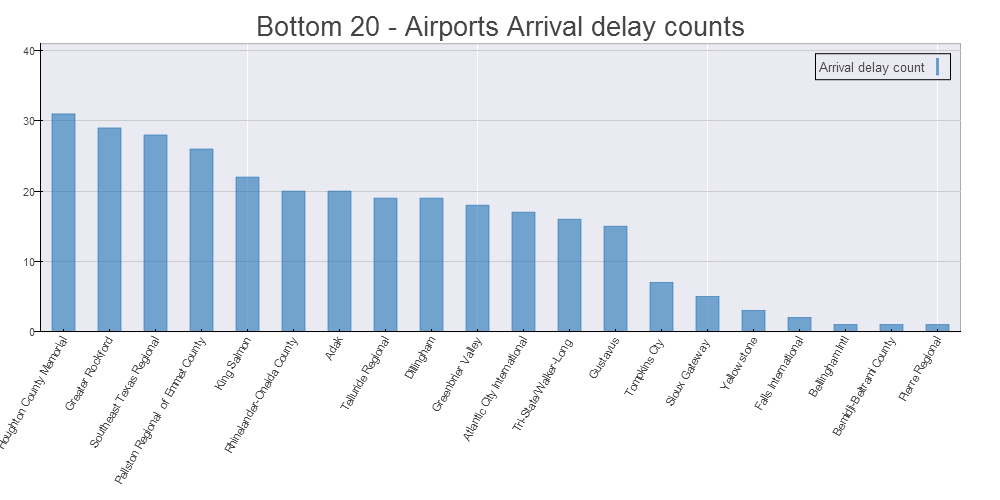 Bottom 20 - Airports Arrival delay counts
Arrival delay count
40
30
20
10
0
Houghton County Memorial
Greater Rockford
Southeast Texas Regional
Pellston Regional of Emmet County
King Salmon
Rhinelander-Oneida County
Adak
Telluride Regional
Dillingham
Greenbrier Valley
Atlantic City International
Tri-State/Walker-Long
Gustavus
Tompkins Cty
Sioux Gateway
Yellowstone
Falls International
Bellingham Intl
Bemidji-Beltrami County
Pierre Regional